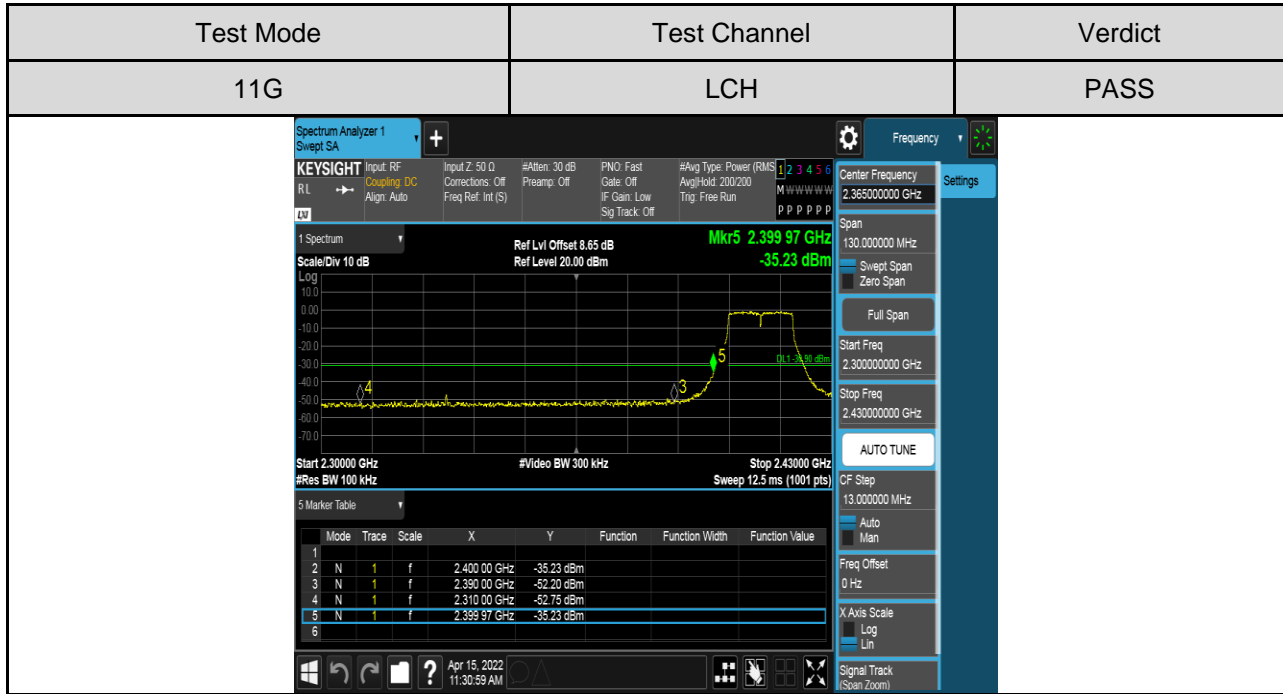 Test Mode Test Channel Verdict
11G LCH PASS
Spectrum Analyzer 1
Swept SA
+
Frequency
KEYSIGHT Input: RF Input Z: 50 Ω #Atten: 30 dB PNO: Fast #Avg Type: Power (RMS 1 2 3 4 5 6
RL Coupling: DC Corrections: Off Preamp: Off Gate: Off Avg|Hold: 200/200 M W W W W W
Align: Auto Freq Ref: Int (S) IF Gain: Low Trig: Free Run
LXI Sig Track: Off P P P P P P
1 Spectrum Ref Lvl Offset 8.65 dB Mkr5 2.399 97 GHz
Scale/Div 10 dB Ref Level 20.00 dBm -35.23 dBm
Log
10.0
0.00
-10.0
-20.0
-30.0
-40.0
-50.0
-60.0
-70.0
4
3
5
Start 2.30000 GHz #Video BW 300 kHz Stop 2.43000 GHz
#Res BW 100 kHz Sweep 12.5 ms (1001 pts)
5 Marker Table
Mode Trace Scale X Y Function Function Width Function Value
1
2 N 1 f 2.400 00 GHz -35.23 dBm
3 N 1 f 2.390 00 GHz -52.20 dBm
4 N 1 f 2.310 00 GHz -52.75 dBm
5 N 1 f 2.399 97 GHz -35.23 dBm
6
?
Apr 15, 2022
11:30:59 AM
Center Frequency
2.365000000 GHz
Settings
Span
130.000000 MHz
Swept Span
Zero Span
Full Span
Start Freq
2.300000000 GHz
Stop Freq
2.430000000 GHz
AUTO TUNE
CF Step
13.000000 MHz
Auto
Man
Freq Offset
0 Hz
X Axis Scale
Log
Lin
Signal Track
(Span Zoom)